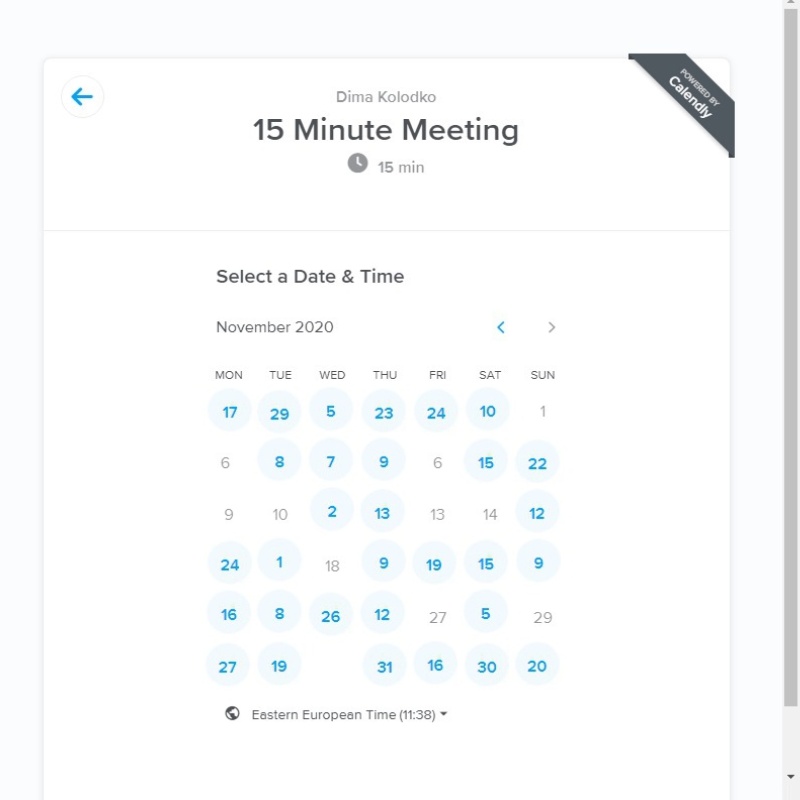 POWERED BY
Calendly
Dima Kolodko
15 Minute Meeting
15 min
Select a Date & Time
November 2020
MON TUE WED THU FRI SAT SUN
17 29 5 23 24 10 1
6 8 7 9 6 15 22
9 10 2 13 13 14 12
24 1 18 9 19 15 9
16 8 26 12 27 5 29
27 19 31 16 30 20
Eastern European Time (11:38)